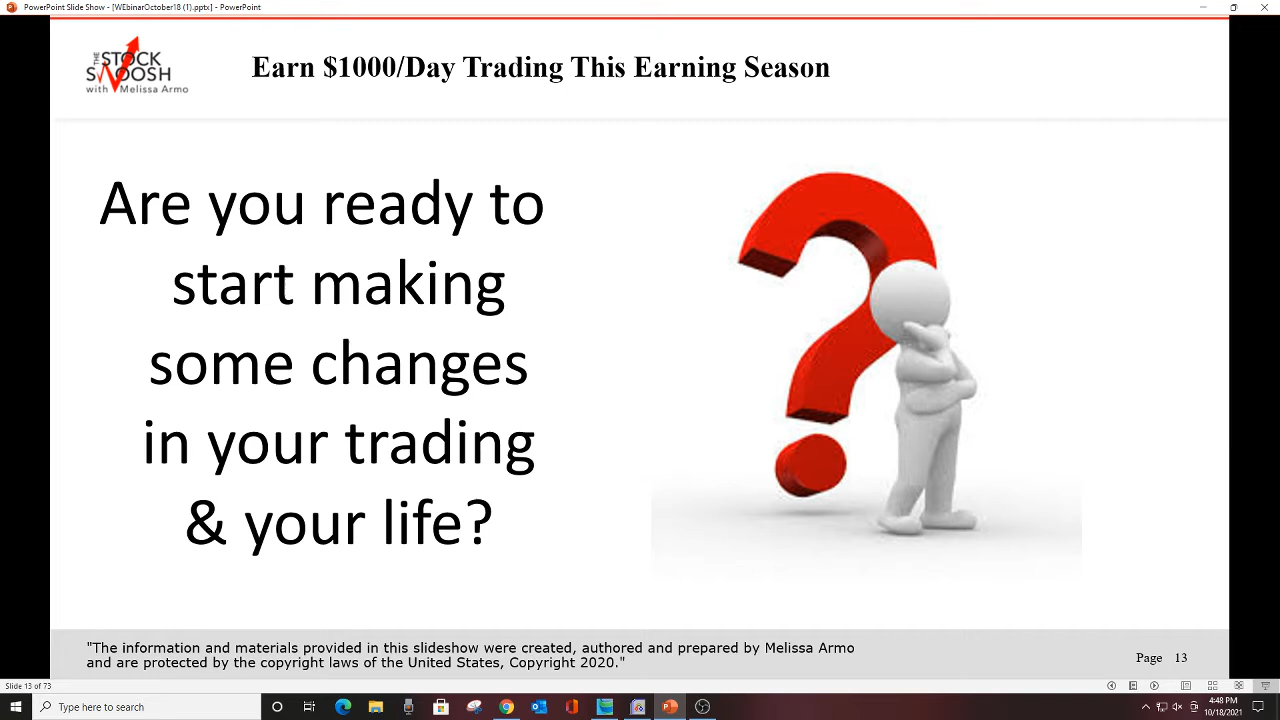 PowerPoint Slide Show - [WEbinarOctober18 (1).pptx] - PowerPoint
THE
STOCK
SWOOSH
with Melissa Armo
Earn $1000/Day Trading This Earning Season
Are you ready to
start making
some changes
in your trading
& your life?
"The information and materials provided in this slideshow were created, authored and prepared by Melissa Armo
and are protected by the copyright laws of the United States, Copyright 2020."
Page 13
Slide 13 of 73
Type here to search
4:48 PM
10/18/2021